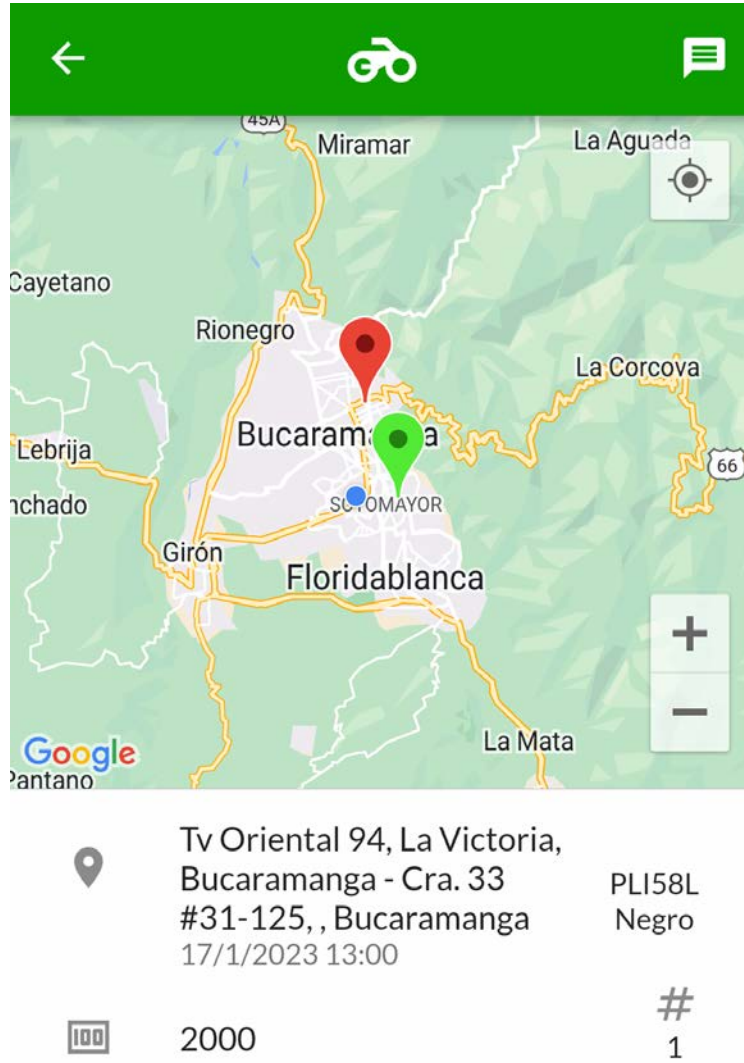 45A
Miramar
La Aguada
Cayetano
Rionegro
La Corcova
Lebrija
66
nchado
SOTOMAYOR
Girón
Floridablanca
+
−
La Mata
Google
Pantano
Tv Oriental 94, La Victoria,
Bucaramanga - Cra. 33
#31-125, , Bucaramanga
17/1/2023 13:00
PLI58L
Negro
100
2000
#
1